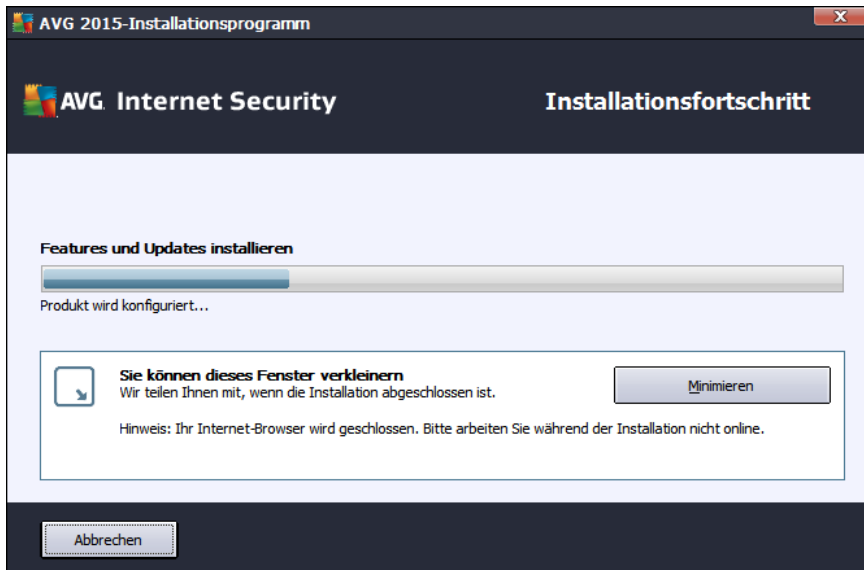 AVG 2015-Installationsprogramm
X
AVG Internet Security
Installationsfortschritt
Features und Updates installieren
Produkt wird konfiguriert...
Sie können dieses Fenster verkleinern
Wir teilen Ihnen mit, wenn die Installation abgeschlossen ist.
Minimieren
Hinweis: Ihr Internet-Browser wird geschlossen. Bitte arbeiten Sie während der Installation nicht online.
Abbrechen